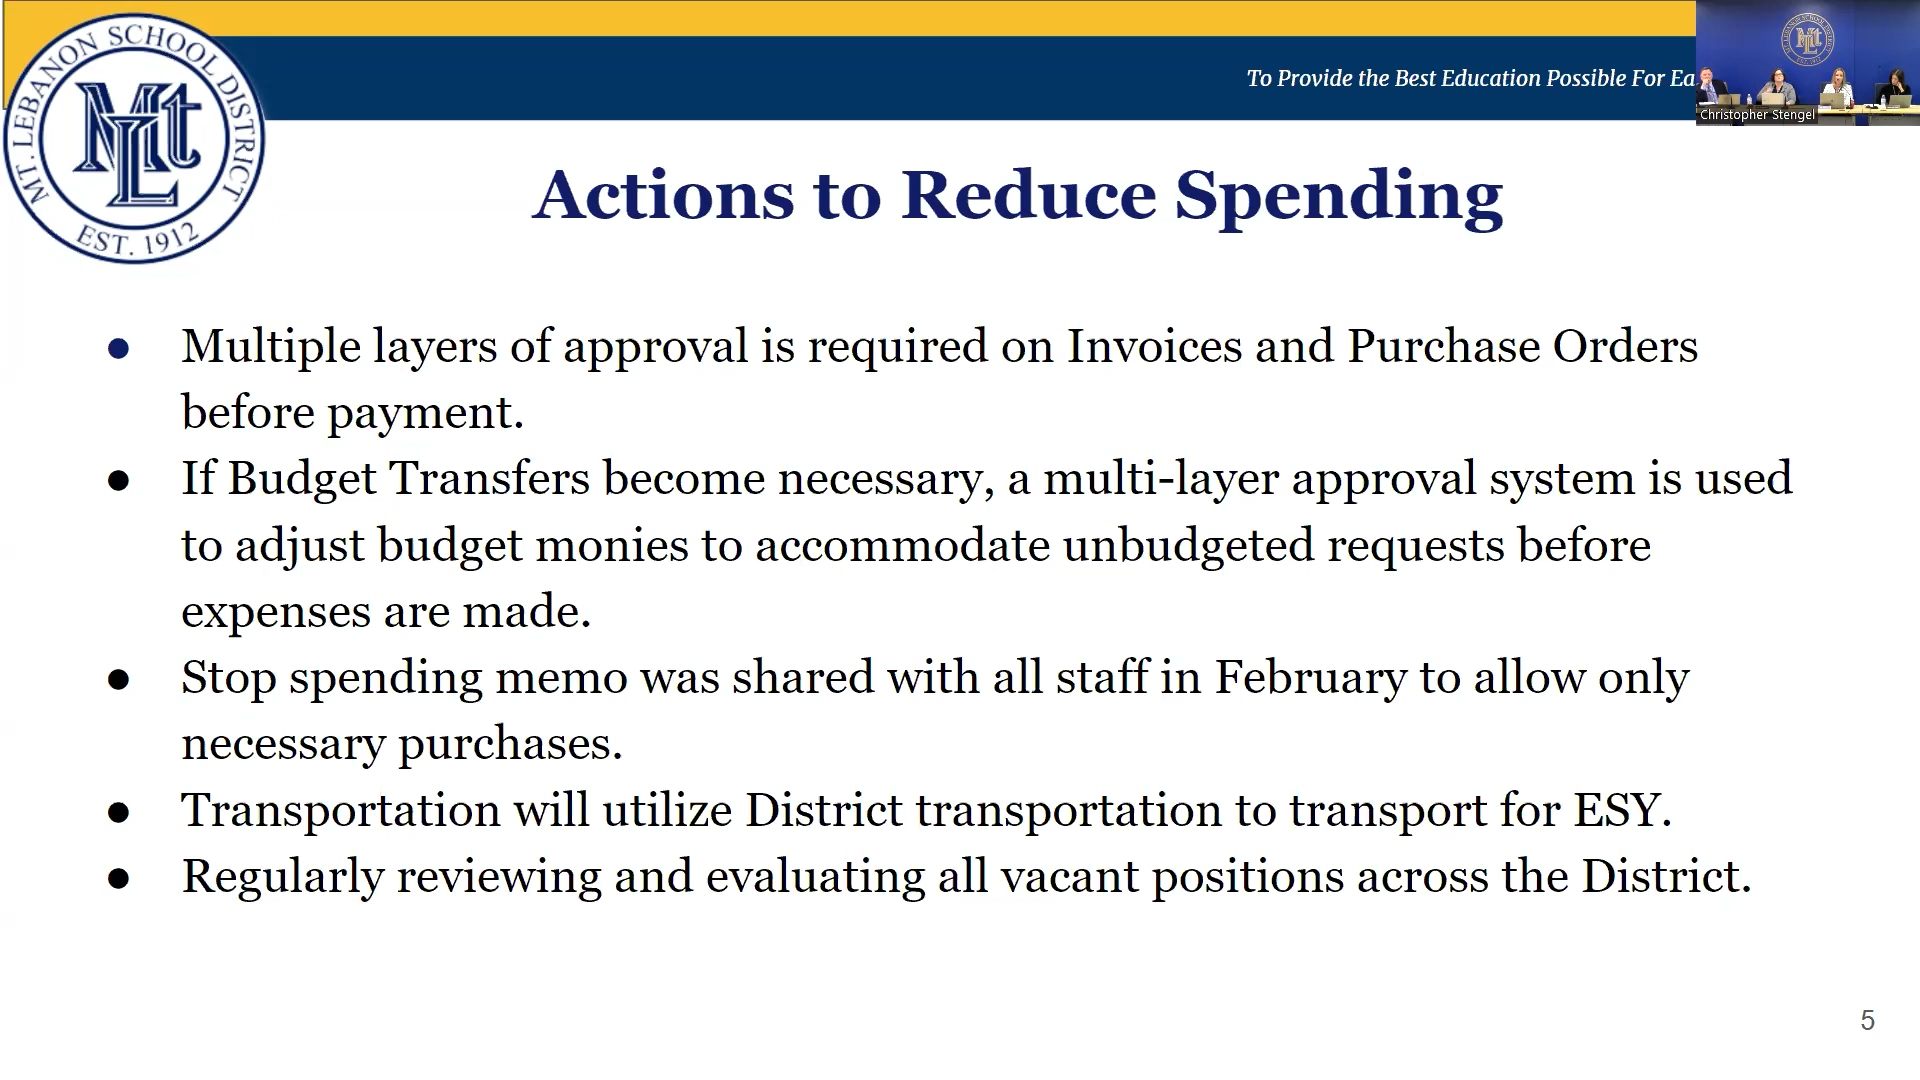 MT. LEBANON SCHOOL DISTRICT
MLt
EST. 1912
To Provide the Best Education Possible For Ea
Christopher Stengel
Actions to Reduce Spending
● Multiple layers of approval is required on Invoices and Purchase Orders
before payment.
● If Budget Transfers become necessary, a multi-layer approval system is used
to adjust budget monies to accommodate unbudgeted requests before
expenses are made.
● Stop spending memo was shared with all staff in February to allow only
necessary purchases.
● Transportation will utilize District transportation to transport for ESY.
● Regularly reviewing and evaluating all vacant positions across the District.
5